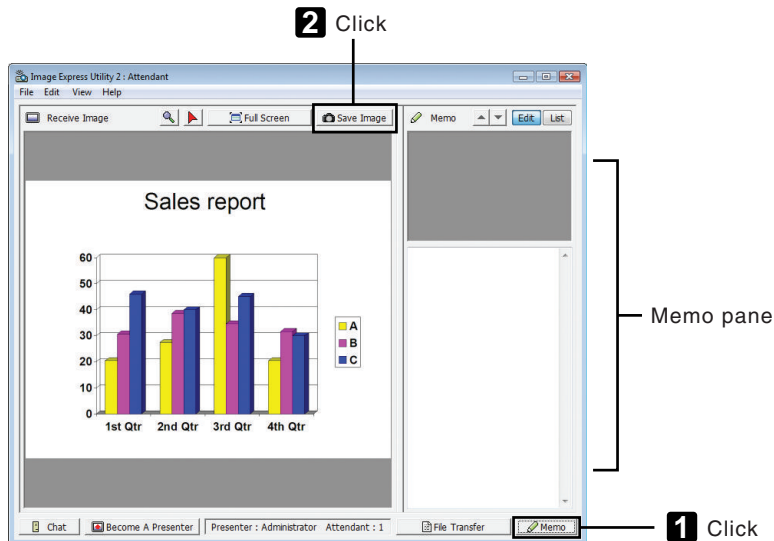 2 Click
Image Express Utility 2 : Attendant
File Edit View Help
Receive Image Full Screen Save Image Memo Edit List
Sales report
60
50
40
30
20
10
0
A
B
C
1st Qtr 2nd Qtr 3rd Qtr 4th Qtr
Memo pane
Chat Become A Presenter Presenter : Administrator Attendant : 1 File Transfer Memo
1 Click